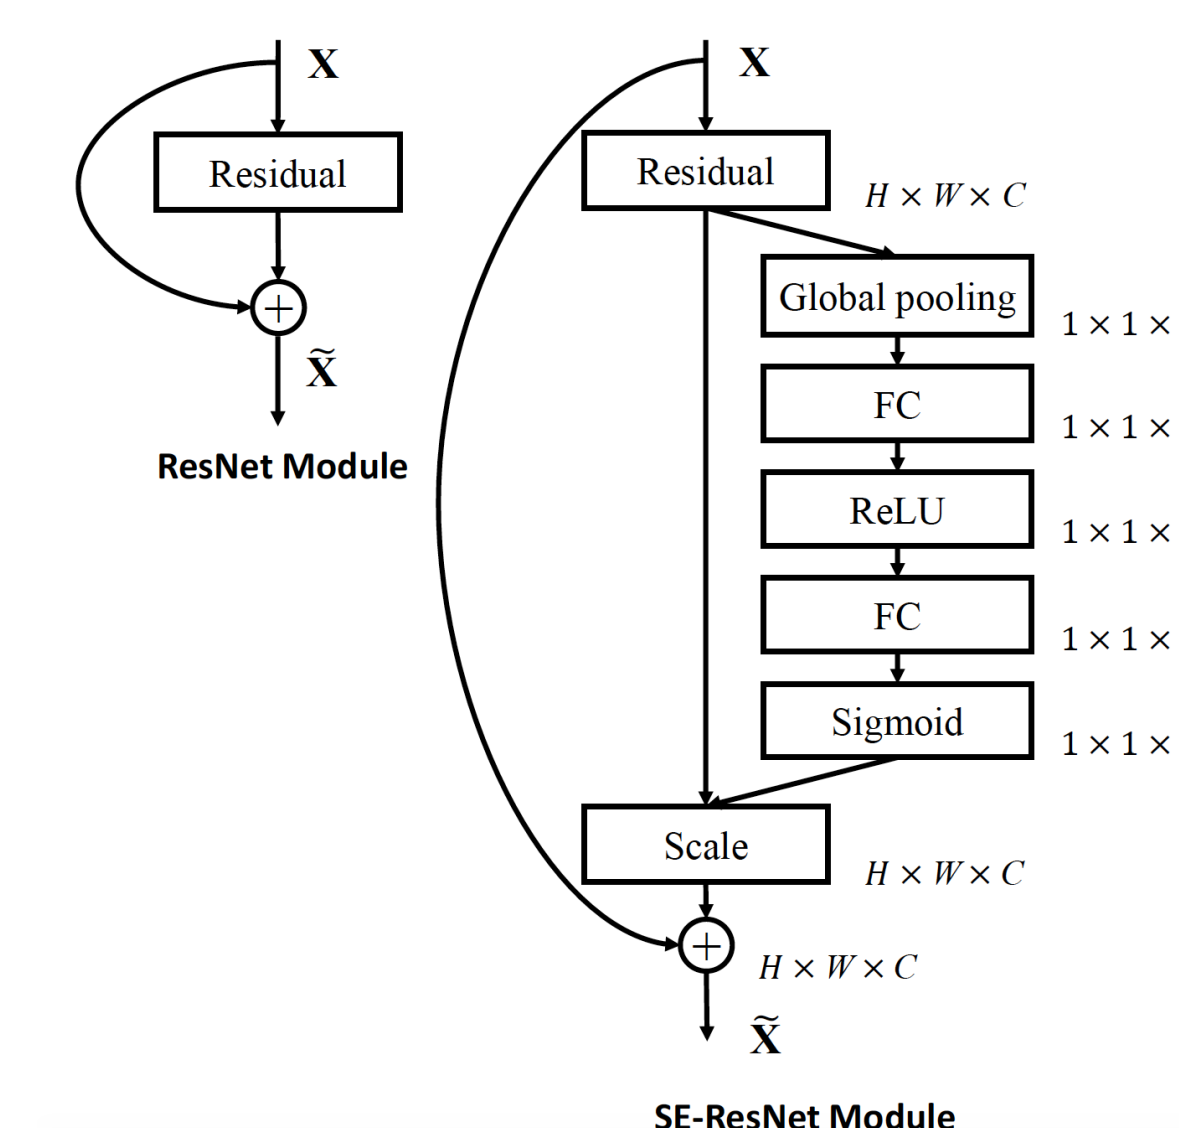 X
Residual
+
X̃
ResNet Module
X
Residual
H × W × C
Global pooling
1 × 1 ×
FC
1 × 1 ×
ReLU
1 × 1 ×
FC
1 × 1 ×
Sigmoid
1 × 1 ×
Scale
H × W × C
+
H × W × C
X̃
SE-ResNet Module